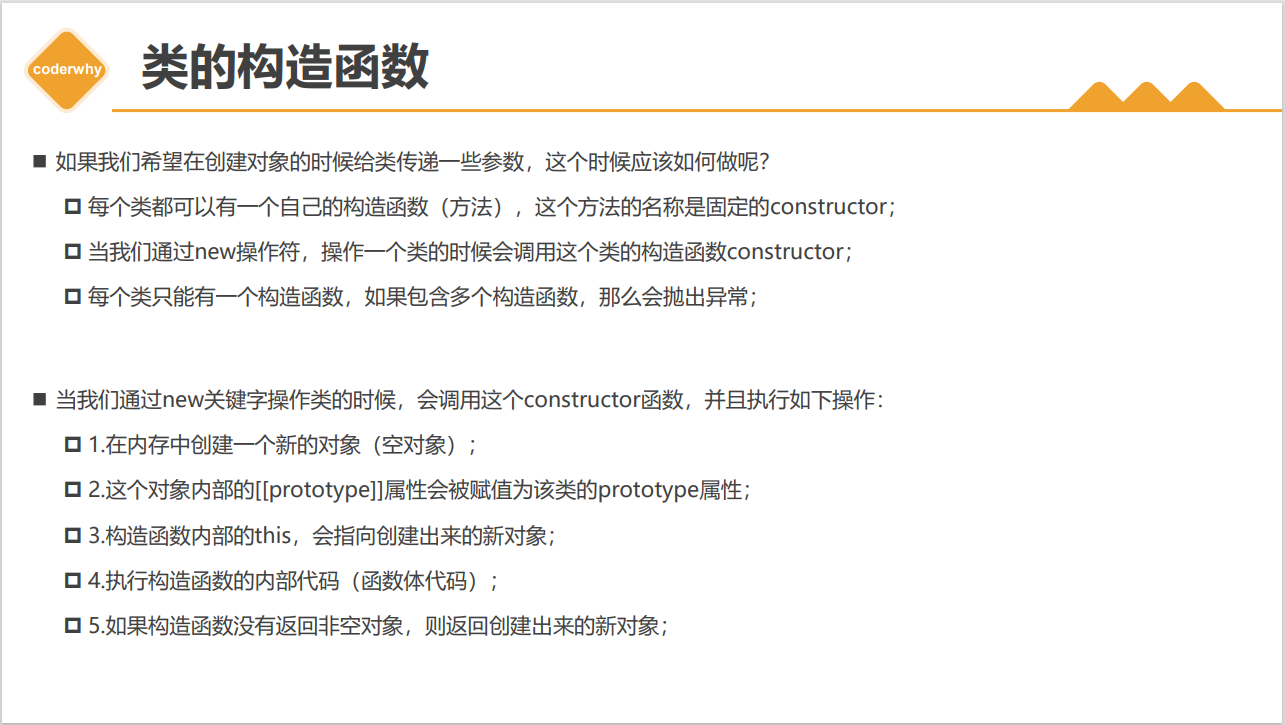 coderwhy
类的构造函数
如果我们希望在创建对象的时候给类传递一些参数，这个时候应该如何做呢？
每个类都可以有一个自己的构造函数（方法），这个方法的名称是固定的constructor；
当我们通过new操作符，操作一个类的时候会调用这个类的构造函数constructor；
每个类只能有一个构造函数，如果包含多个构造函数，那么会抛出异常；
当我们通过new关键字操作类的时候，会调用这个constructor函数，并且执行如下操作：
1.在内存中创建一个新的对象（空对象）；
2.这个对象内部的[[prototype]]属性会被赋值为该类的prototype属性；
3.构造函数内部的this，会指向创建出来的新对象；
4.执行构造函数的内部代码（函数体代码）；
5.如果构造函数没有返回非空对象，则返回创建出来的新对象；